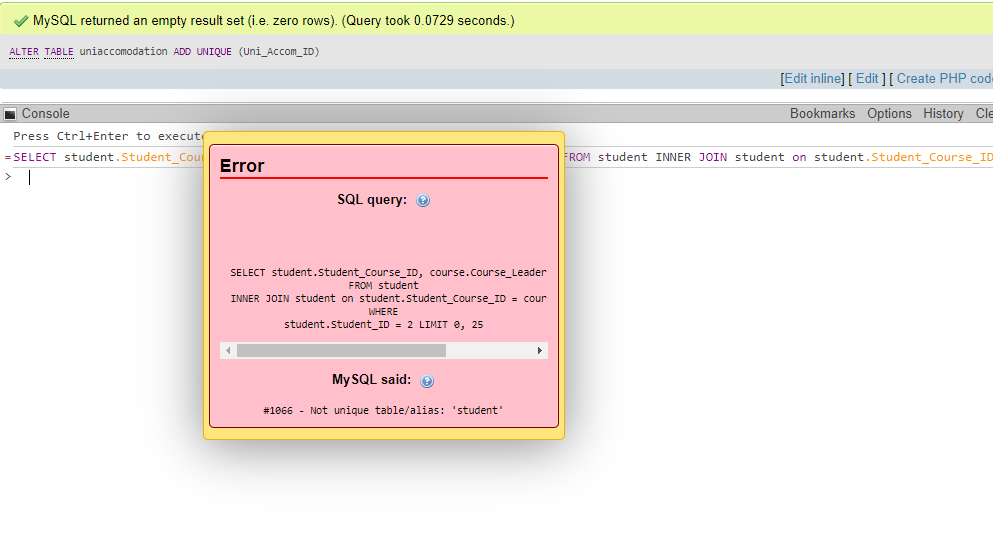 MySQL returned an empty result set (i.e. zero rows). (Query took 0.0729 seconds.)
ALTER TABLE uniaccomodation ADD UNIQUE (Uni_Accom_ID)
[Edit inline] [ Edit ] [ Create PHP code
Console
Bookmarks Options History Cle
Press Ctrl+Enter to execute
=SELECT student.Student_Cou FROM student INNER JOIN student on student.Student_Course_ID
>
Error
SQL query:
SELECT student.Student_Course_ID, course.Course_Leader
FROM student
INNER JOIN student on student.Student_Course_ID = cour
WHERE
student.Student_ID = 2 LIMIT 0, 25
MySQL said:
#1066 - Not unique table/alias: 'student'